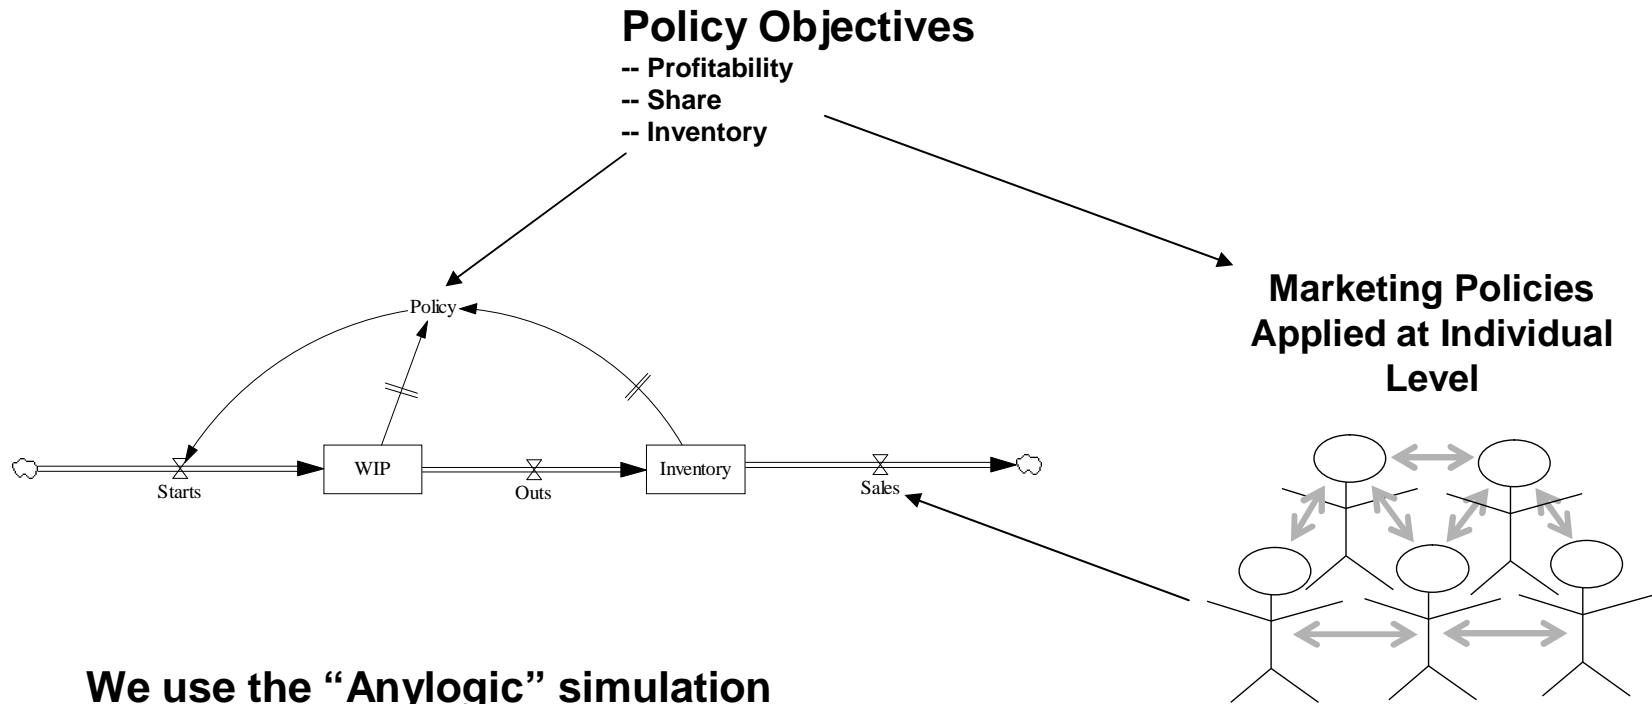 Policy Objectives
-- Profitability
-- Share
-- Inventory
Policy
Marketing Policies
Applied at Individual
Level
WIP
Inventory
Starts
Outs
Sales
We use the “Anylogic” simulation